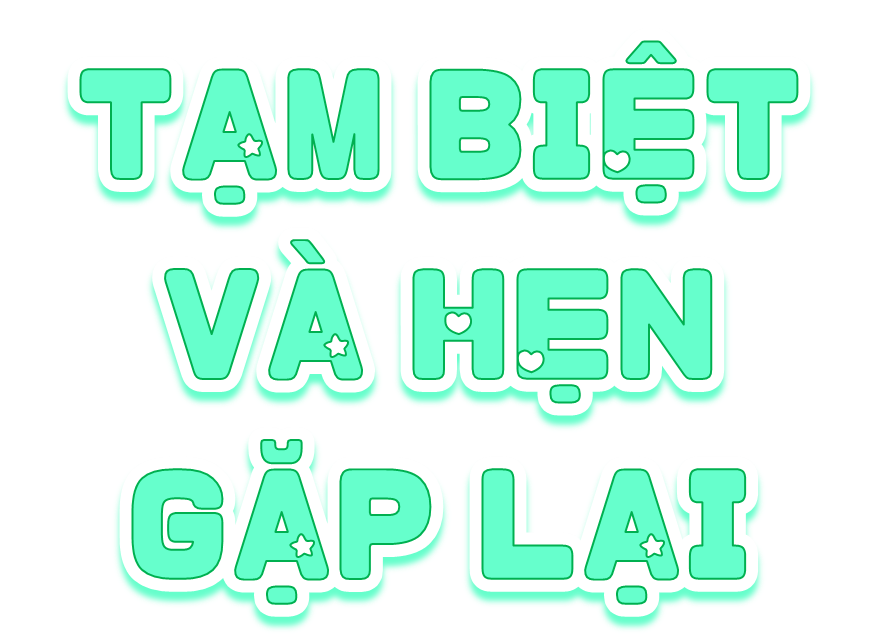 TẠM BIỆT
VÀ HẸN
GẶP LẠI